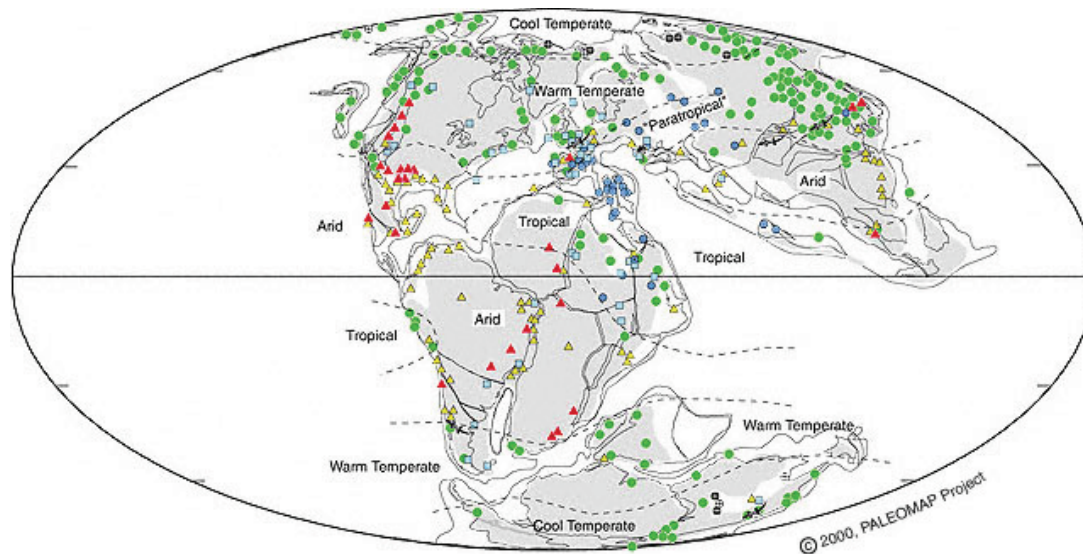 Cool Temperate
Warm Temperate
"Paratropical"
Arid
Tropical
Arid
Tropical
Arid
Tropical
Warm Temperate
Warm Temperate
Cool Temperate
© 2000, PALEOMAP Project